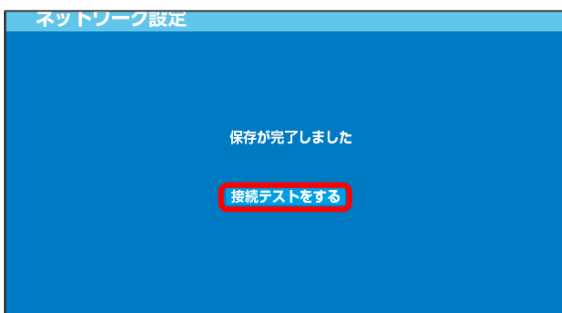 ネットワーク設定
保存が完了しました
接続テストをする